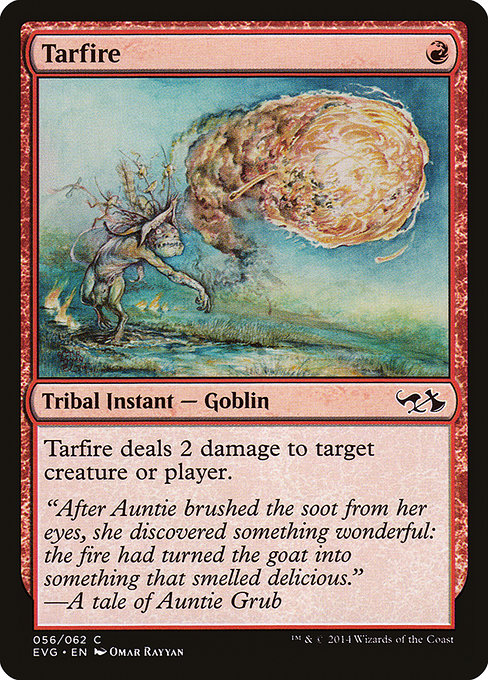 Tarfire
Tribal Instant — Goblin
Tarfire deals 2 damage to target
creature or player.
“After Auntie brushed the soot from her
eyes, she discovered something wonderful:
the fire had turned the goat into
something that smelled delicious.”
—A tale of Auntie Grub
056/062 C
EVG • EN Omar Rayyan
™ & © 2014 Wizards of the Coast